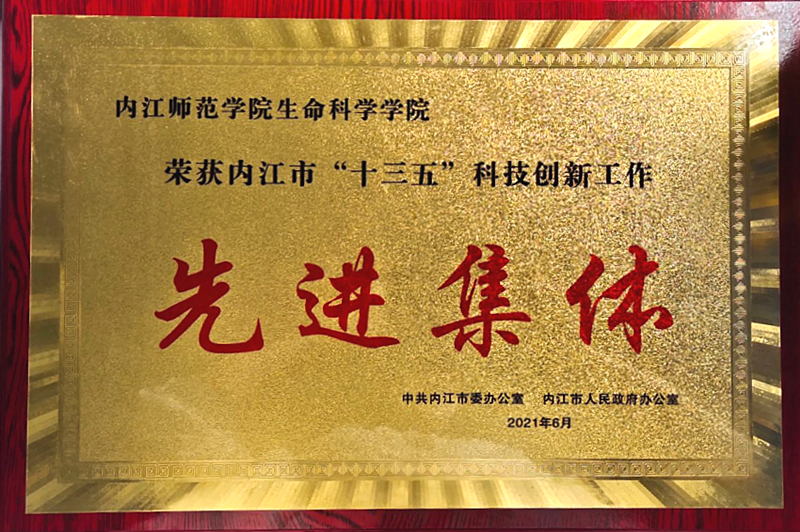 内江师范学院生命科学学院
荣获内江市“十三五”科技创新工作
先进集体
中共内江市委办公室 内江市人民政府办公室
2021年6月